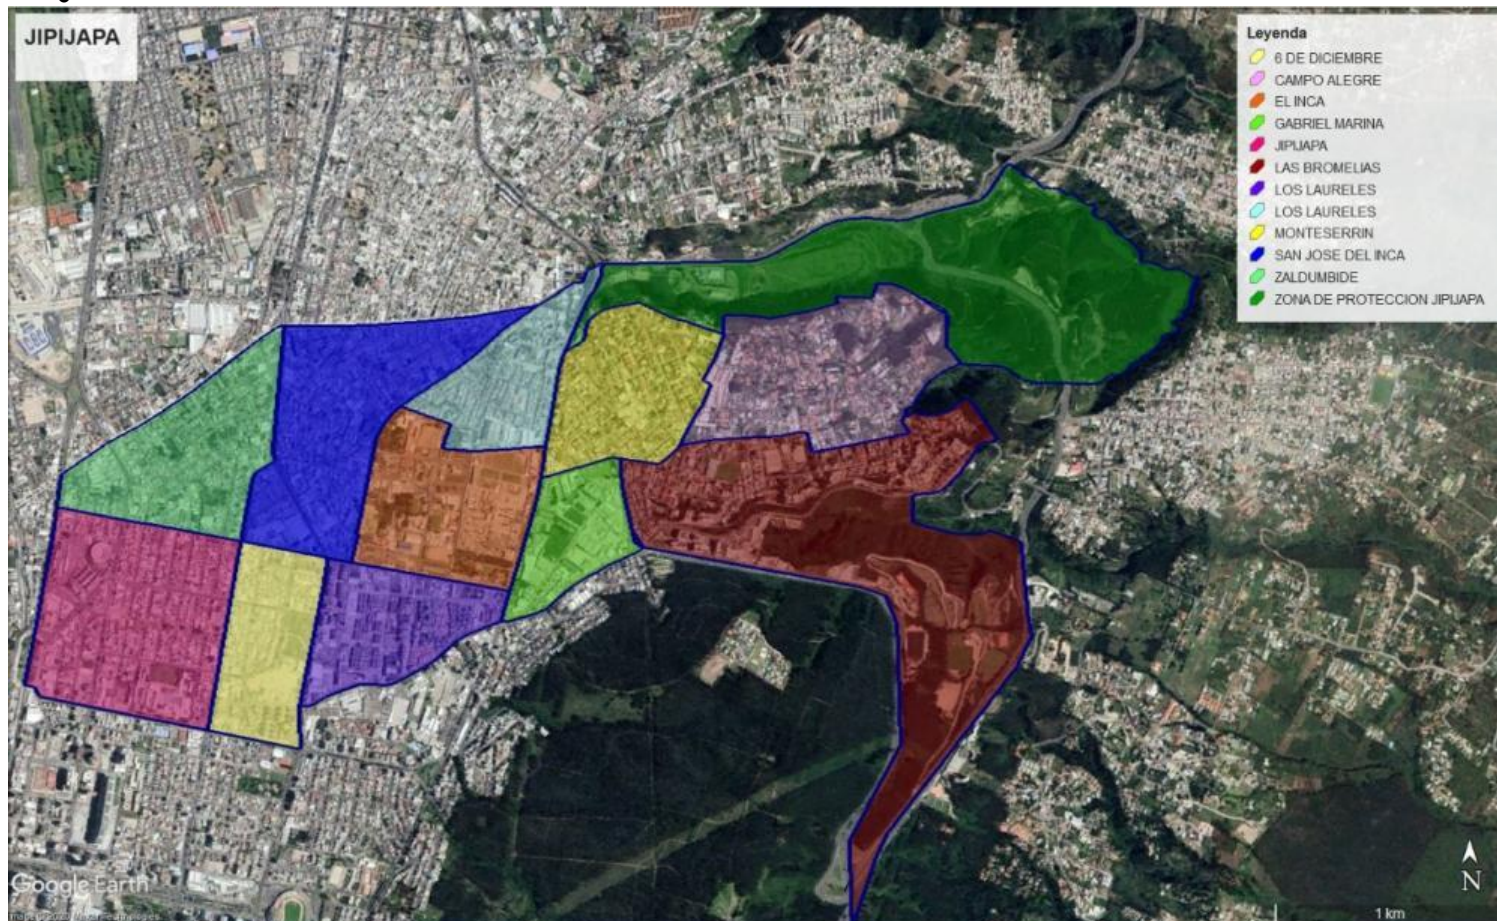 JIPIJAPA
Leyenda
6 DE DICIEMBRE
CAMPO ALEGRE
EL INCA
GABRIEL MARINA
JIPIJAPA
LAS BROMELIAS
LOS LAURELES
LOS LAURELES
MONTESERRIN
SAN JOSE DEL INCA
ZALDUMBIDE
ZONA DE PROTECCION JIPIJAPA
Google Earth
N
1 km